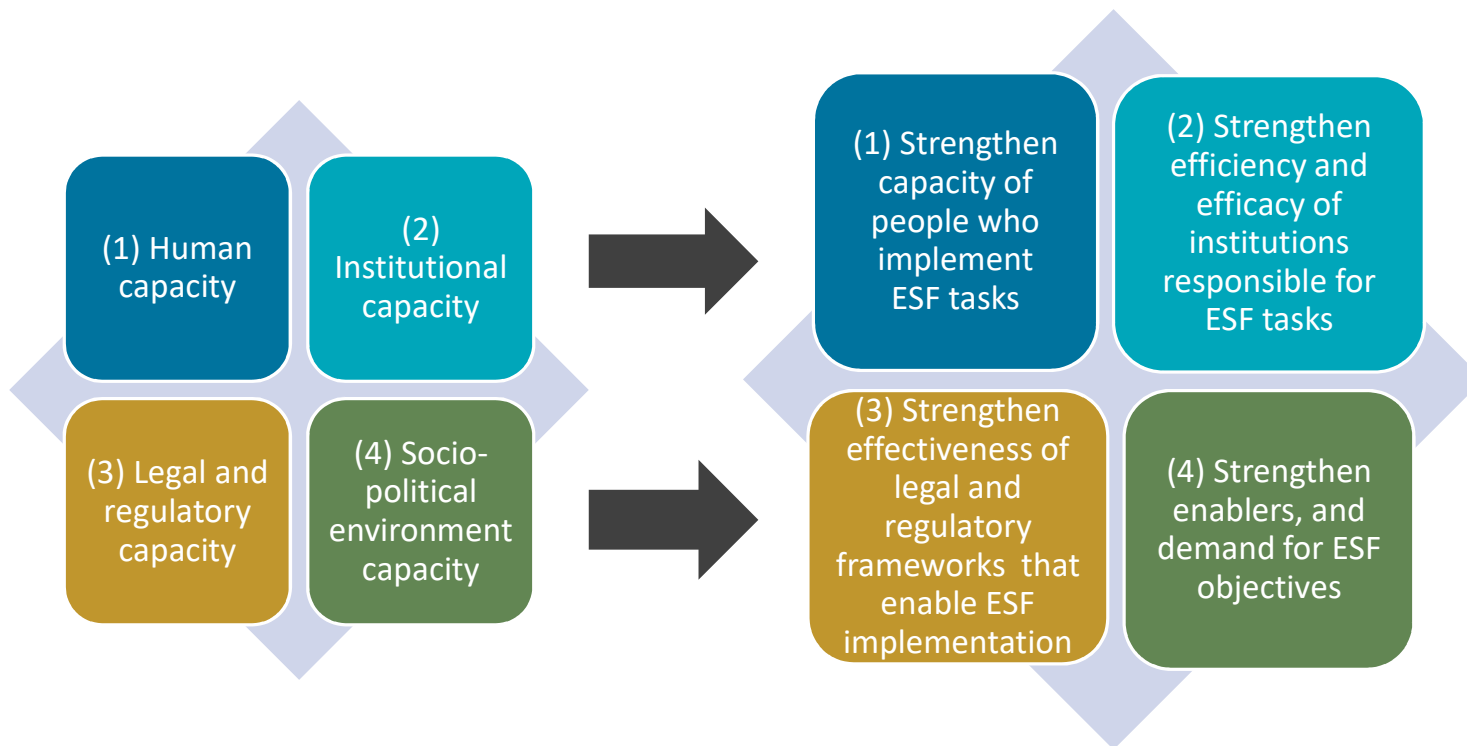 (1) Human
capacity
(2)
Institutional
capacity
(3) Legal and
regulatory
capacity
(4) Socio-
political
environment
capacity
(1) Strengthen
capacity of
people who
implement
ESF tasks
(2) Strengthen
efficiency and
efficacy of
institutions
responsible for
ESF tasks
(3) Strengthen
effectiveness of
legal and
regulatory
frameworks  that
enable ESF
implementation
(4) Strengthen
enablers, and
demand for ESF
objectives